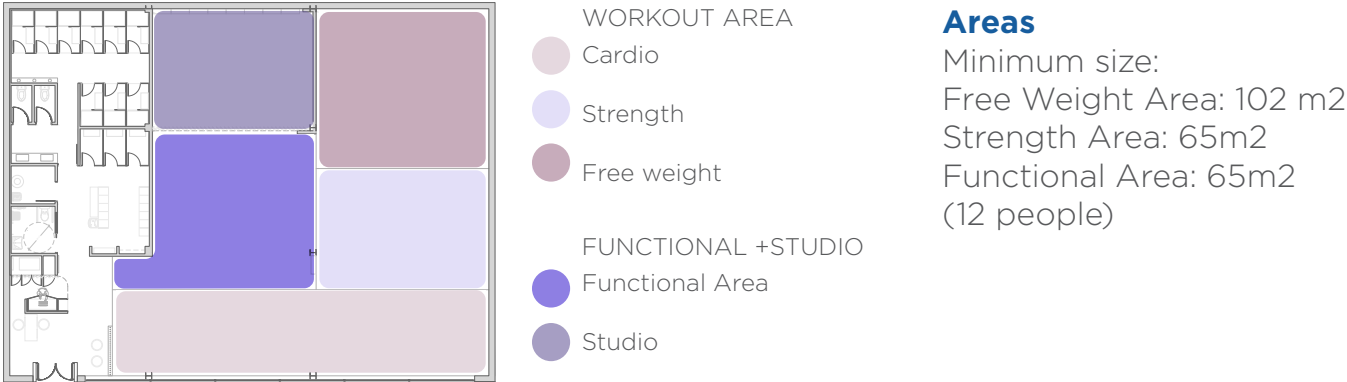 WORKOUT AREA
Cardio
Strength
Free weight
FUNCTIONAL +STUDIO
Functional Area
Studio
Areas
Minimum size:
Free Weight Area: 102 m2
Strength Area: 65m2
Functional Area: 65m2
(12 people)